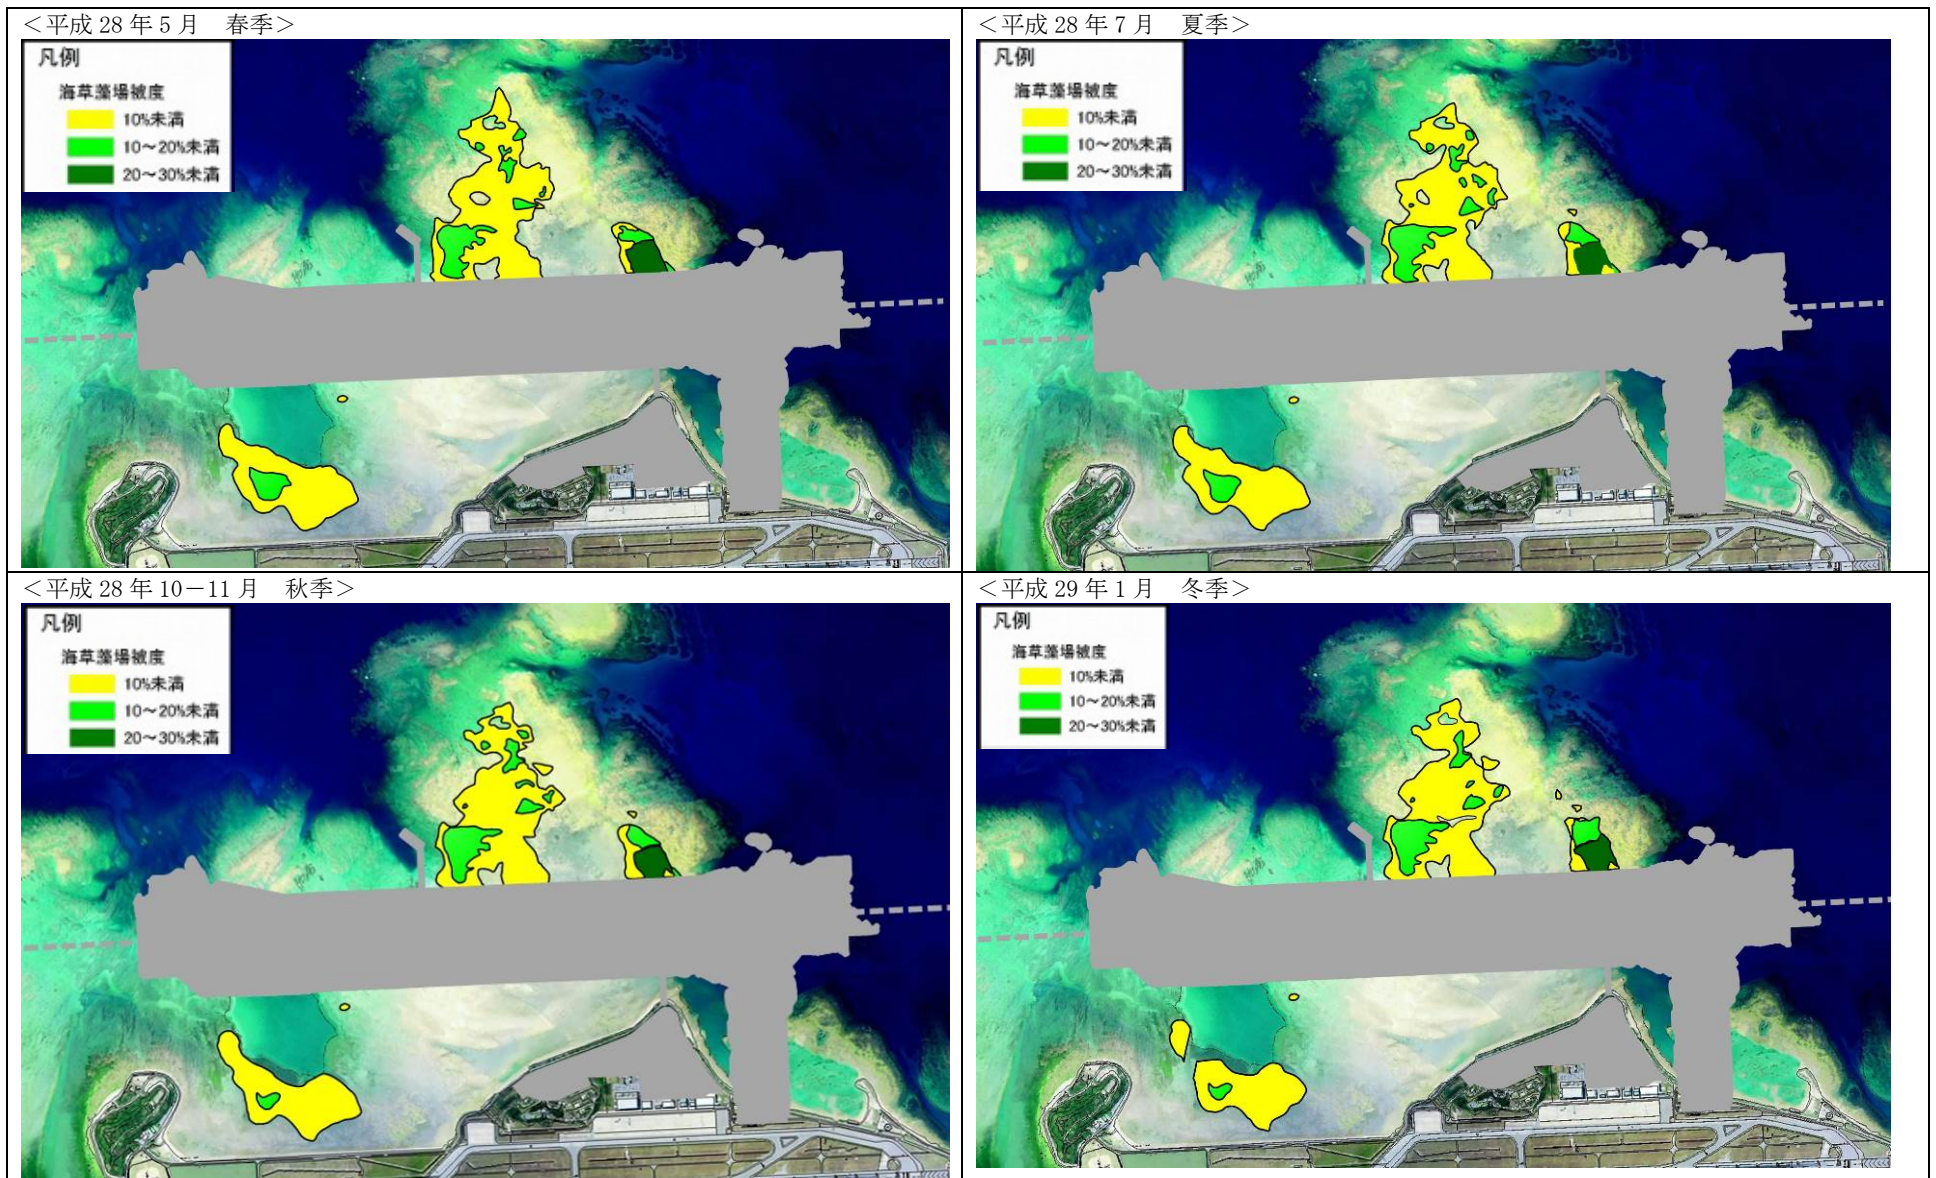 ＜平成 28 年 5 月　春季＞
凡例
海草藻場被度
10%未満
10～20%未満
20～30%未満
＜平成 28 年 7 月　夏季＞
凡例
海草藻場被度
10%未満
10～20%未満
20～30%未満
＜平成 28 年 10－11 月　秋季＞
凡例
海草藻場被度
10%未満
10～20%未満
20～30%未満
＜平成 29 年 1 月　冬季＞
凡例
海草藻場被度
10%未満
10～20%未満
20～30%未満